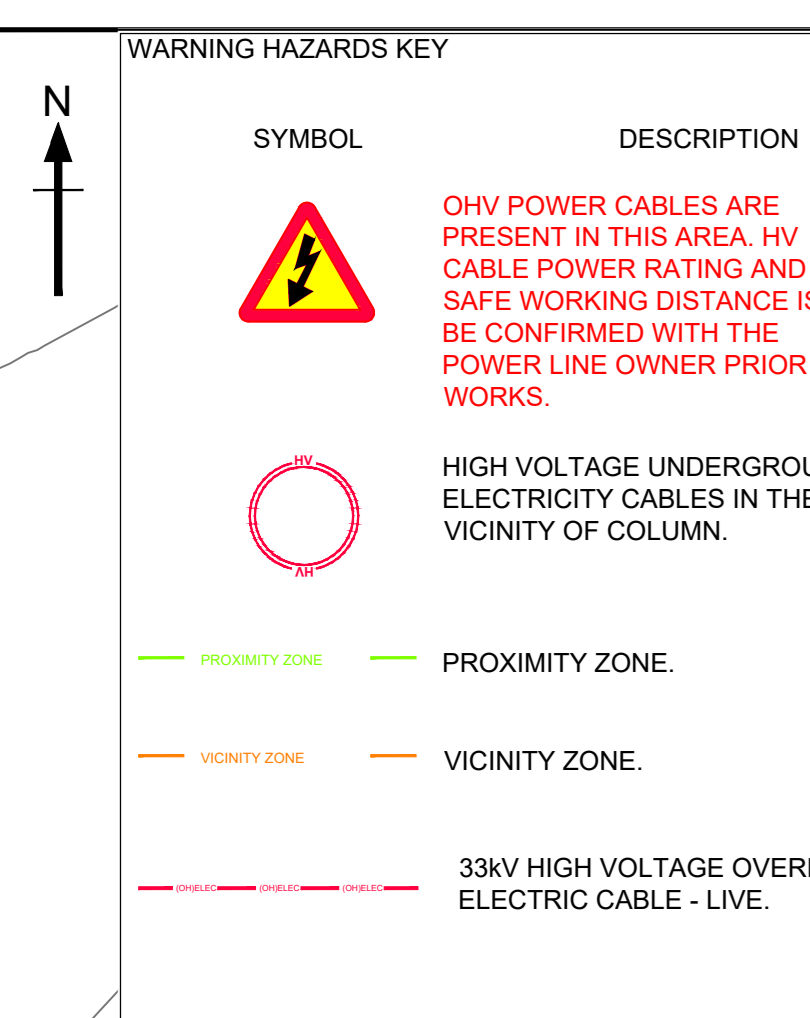 WARNING HAZARDS KEY
N
SYMBOL DESCRIPTION
OHV POWER CABLES ARE
PRESENT IN THIS AREA. HV
CABLE POWER RATING AND
SAFE WORKING DISTANCE
BE CONFIRMED WITH THE
POWER LINE OWNER PRIOR
WORKS.
HV
HV
HIGH VOLTAGE
ELECTRICITY CABLES IN THE
VICINITY OF COLUMN.
PROXIMITY ZONE PROXIMITY ZONE.
VICINITY ZONE VICINITY ZONE.
(OH)ELEC (OH)ELEC (OH)ELEC
33kV HIGH VOLTAGE
ELECTRIC CABLE - LIVE.